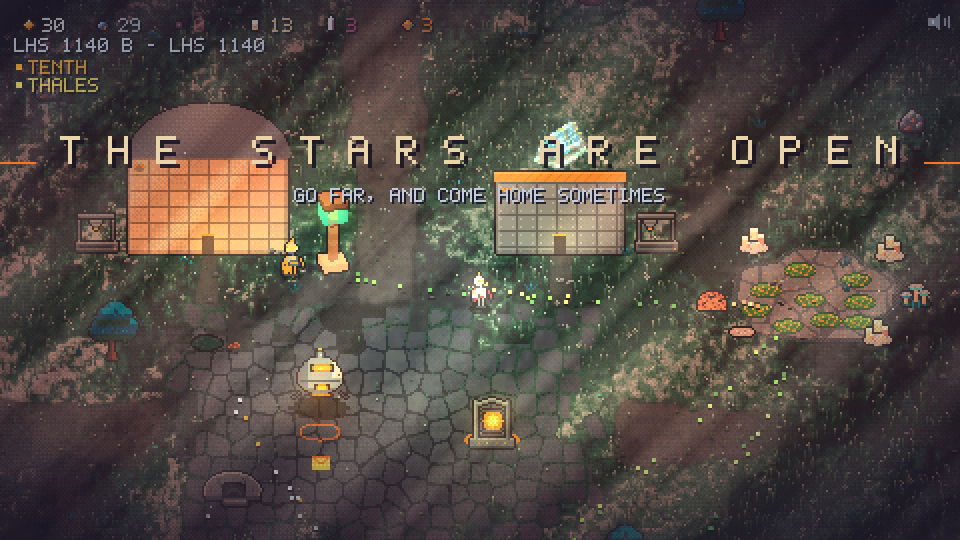 30 29 0 13 3 3
LHS 1140 B - LHS 1140
TENTH
THALES
THE STARS ARE OPEN
GO FAR, AND COME HOME SOMETIMES